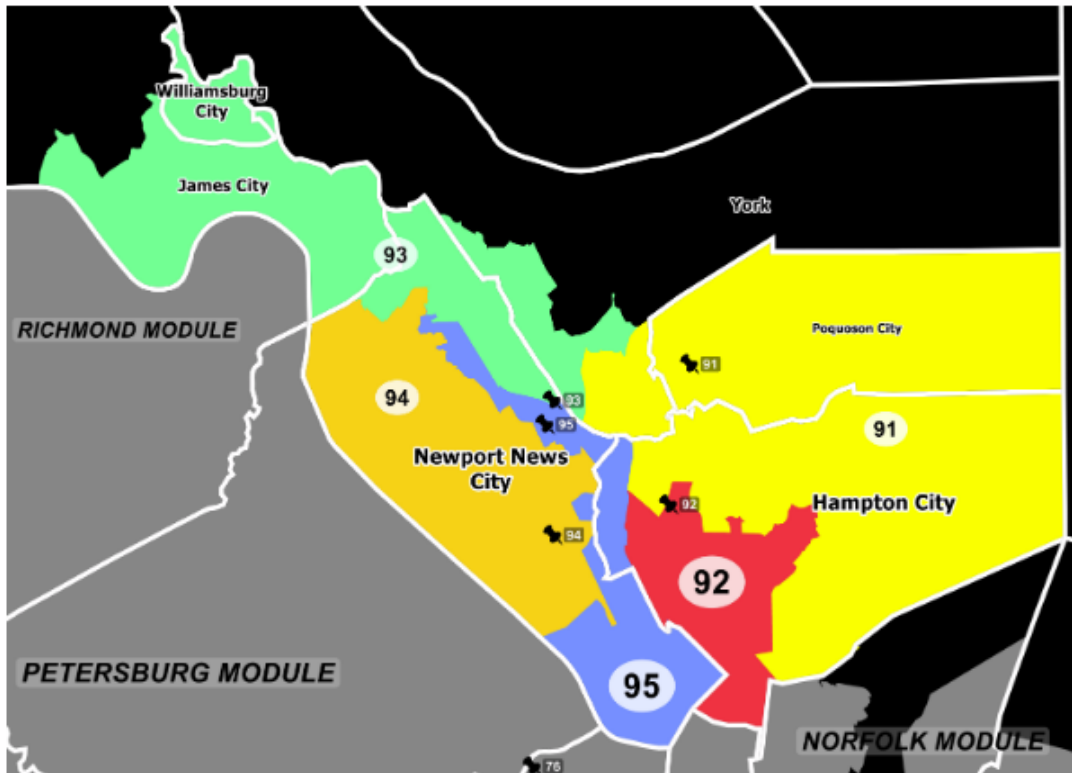 Williamsburg
City
James City
York
93
RICHMOND MODULE
Poquoson City
91
94
93
95
91
Newport News
City
Hampton City
92
94
92
PETERSBURG MODULE
95
NORFOLK MODULE
76